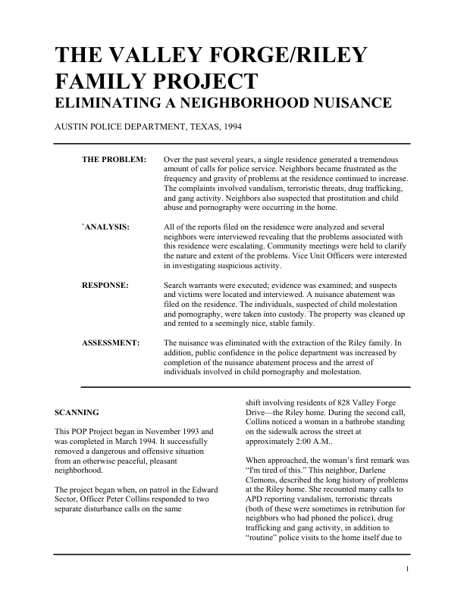 THE VALLEY FORGE/RILEY
FAMILY PROJECT
ELIMINATING A NEIGHBORHOOD NUISANCE
AUSTIN POLICE DEPARTMENT, TEXAS, 1994
THE PROBLEM: Over the past several years, a single residence generated a tremendous
amount of calls for police service. Neighbors became frustrated as the
frequency and gravity of problems at the residence continued to increase.
The complaints involved vandalism, terroristic threats, drug trafficking,
and gang activity. Neighbors also suspected that prostitution and child
abuse and pornography were occurring in the home.
`ANALYSIS: All of the reports filed on the residence were analyzed and several
neighbors were interviewed revealing that the problems associated with
this residence were escalating. Community meetings were held to clarify
the nature and extent of the problems. Vice Unit Officers were interested
in investigating suspicious activity.
RESPONSE: Search warrants were executed; evidence was examined; and suspects
and victims were located and interviewed. A nuisance abatement was
filed on the residence. The individuals, suspected of child molestation
and pornography, were taken into custody. The property was cleaned up
and rented to a seemingly nice, stable family.
ASSESSMENT: The nuisance was eliminated with the extraction of the Riley family. In
addition, public confidence in the police department was increased by
completion of the nuisance abatement process and the arrest of
individuals involved in child pornography and molestation.
SCANNING
This POP Project began in November 1993 and
was completed in March 1994. It successfully
removed a dangerous and offensive situation
from an otherwise peaceful, pleasant
neighborhood.
The project began when, on patrol in the Edward
Sector, Officer Peter Collins responded to two
separate disturbance calls on the same
shift involving residents of 828 Valley Forge
Drive—the Riley home. During the second call,
Collins noticed a woman in a bathrobe standing
on the sidewalk across the street at
approximately 2:00 A.M..
When approached, the woman's first remark was
“I'm tired of this.” This neighbor, Darlene
Clemons, described the long history of problems
at the Riley home. She recounted many calls to
APD reporting vandalism, terroristic threats
(both of these were sometimes in retribution for
neighbors who had phoned the police), drug
trafficking and gang activity, in addition to
“routine” police visits to the home itself due to
1